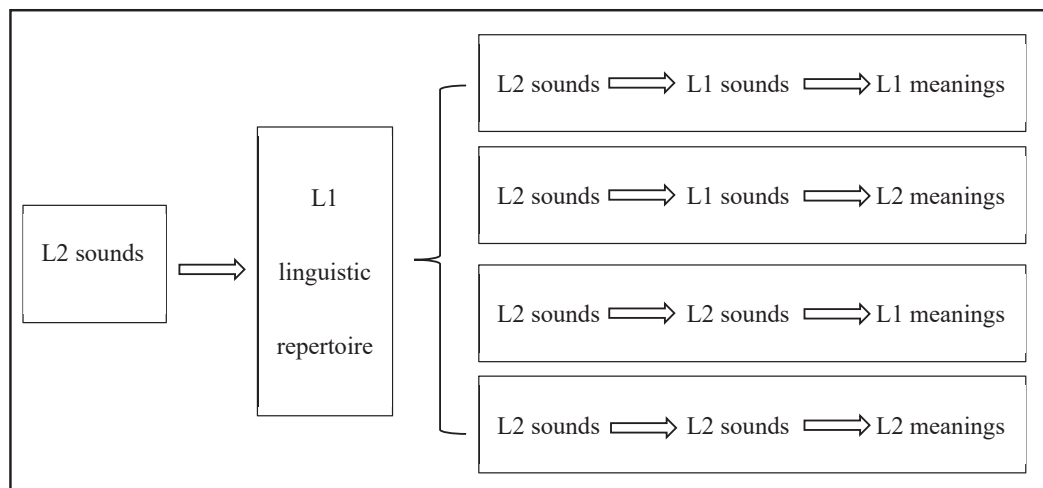 L2 sounds
L1
linguistic
repertoire
L2 sounds L1 sounds L1 meanings
L2 sounds L1 sounds L2 meanings
L2 sounds L2 sounds L1 meanings
L2 sounds L2 sounds L2 meanings